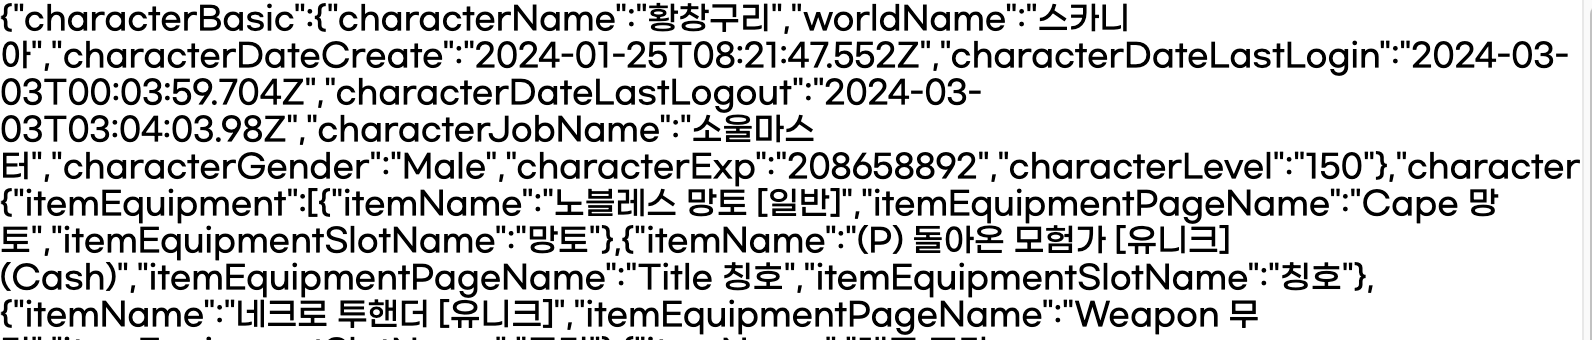 {"characterBasic":{"characterName":"황창구리","worldName":"스카니
아","characterDateCreate":"2024-01-25T08:21:47.552Z","characterDateLastLogin":"2024-03-
03T00:03:59.704Z","characterDateLastLogout":"2024-03-
03T03:04:03.98Z","characterJobName":"소울마스
터","characterGender":"Male","characterExp":"208658892","characterLevel":"150"},"character
{"itemEquipment":[{"itemName":"노블레스 망토 [일반]","itemEquipmentPageName":"Cape 망
토","itemEquipmentSlotName":"망토"},{"itemName":"(P) 돌아온 모험가 [유니크]
(Cash)","itemEquipmentPageName":"Title 칭호","itemEquipmentSlotName":"칭호"},
{"itemName":"네크로 투핸더 [유니크]","itemEquipmentPageName":"Weapon 무